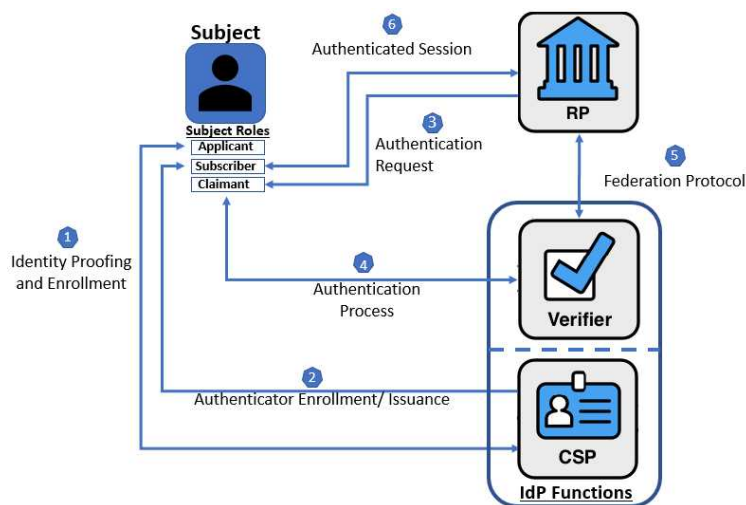 Subject
Subject Roles
Applicant
Subscriber
Claimant
6
Authenticated Session
RP
3
Authentication
Request
5
Federation Protocol
1
Identity Proofing
and Enrollment
4
Authentication
Process
Verifier
2
Authenticator Enrollment/ Issuance
CSP
IdP Functions